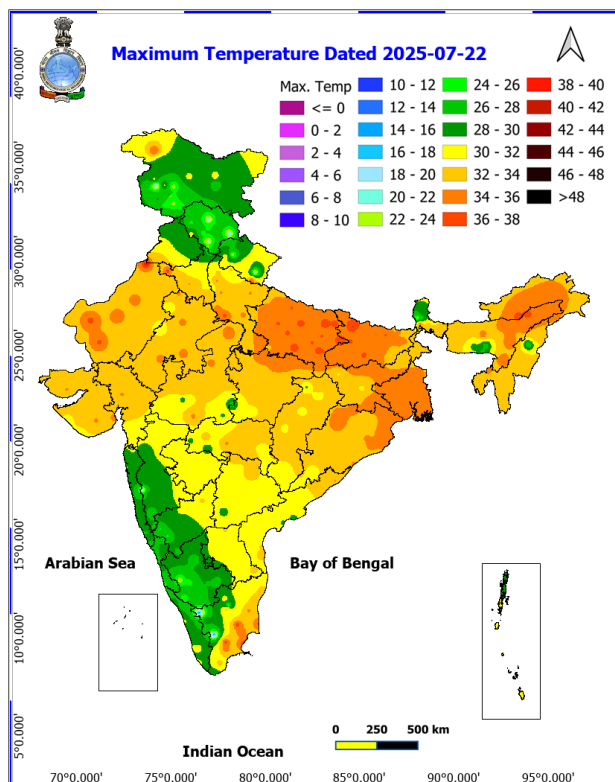 Maximum Temperature Dated 2025-07-22
Max. Temp
<= 0
0 - 2
2 - 4
4 - 6
6 - 8
8 - 10
10 - 12
12 - 14
14 - 16
16 - 18
18 - 20
20 - 22
22 - 24
24 - 26
26 - 28
28 - 30
30 - 32
32 - 34
34 - 36
36 - 38
38 - 40
40 - 42
42 - 44
44 - 46
46 - 48
>48
40°0.000'
35°0.000'
30°0.000'
25°0.000'
20°0.000'
15°0.000'
10°0.000'
5°0.000'
Arabian Sea
Bay of Bengal
0 250 500 km
Indian Ocean
70°0.000' 75°0.000' 80°0.000' 85°0.000' 90°0.000' 95°0.000'